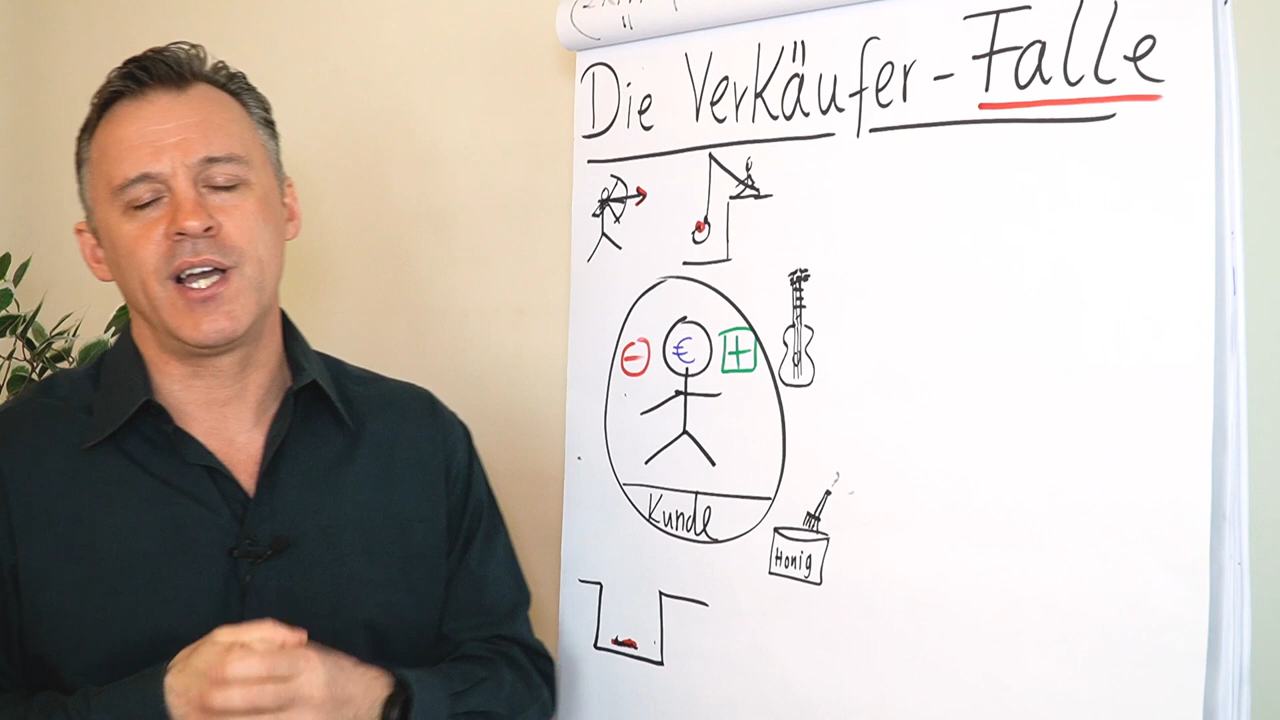 Die Verkäufer-Falle
- € +
Kunde
Honig